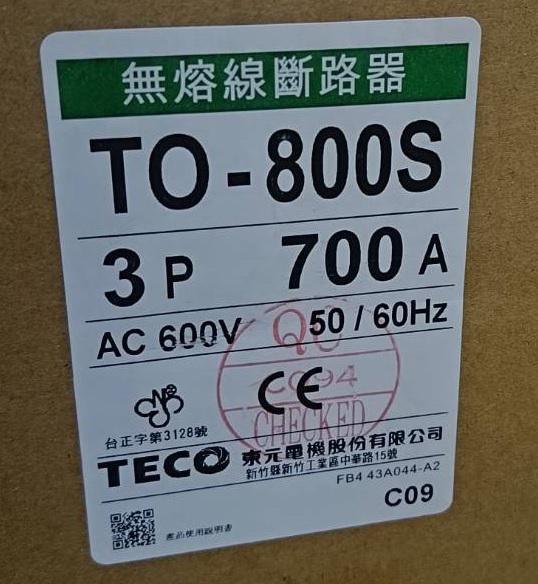 無熔線斷路器
TO-800S
3P 700A
AC 600V 50 / 60Hz
QC
C094
CHECKED
CE
台正字第3128號
TECO 東元電機股份有限公司
新竹縣新竹工業區中華路15號
FB4 43A044-A2
C09
產品使用說明書